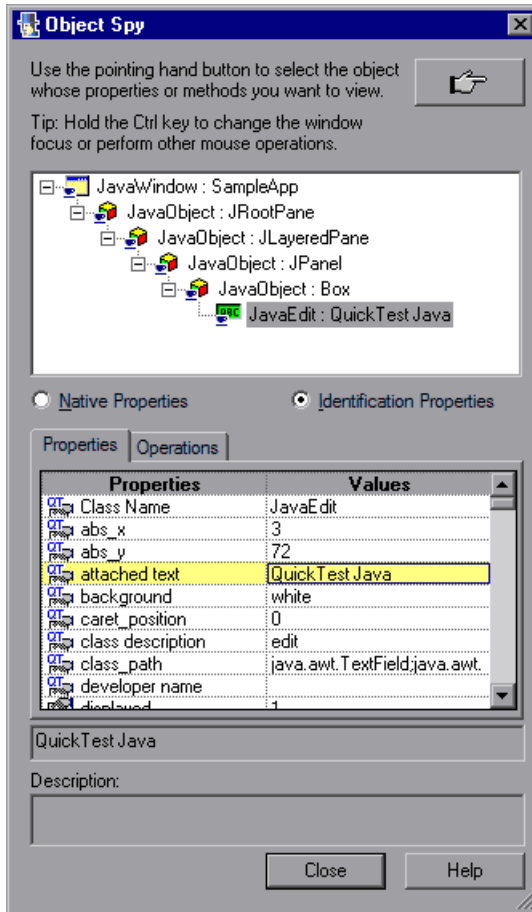 Object Spy
Use the pointing hand button to select the object
whose properties or methods you want to view.
Tip: Hold the Ctrl key to change the window
focus or perform other mouse operations.
JavaWindow : SampleApp
JavaObject : JRootPane
JavaObject : JLayeredPane
JavaObject : JPanel
JavaObject : Box
JavaEdit : QuickTest Java
Native Properties Identification Properties
Properties Operations
Properties Values
Class Name JavaEdit
abs_x 3
abs_y 72
attached text QuickTest Java
background white
caret_position 0
class description edit
class_path java.awt.TextField;java.awt.
developer name
displayed 1
QuickTest Java
Description:
Close Help